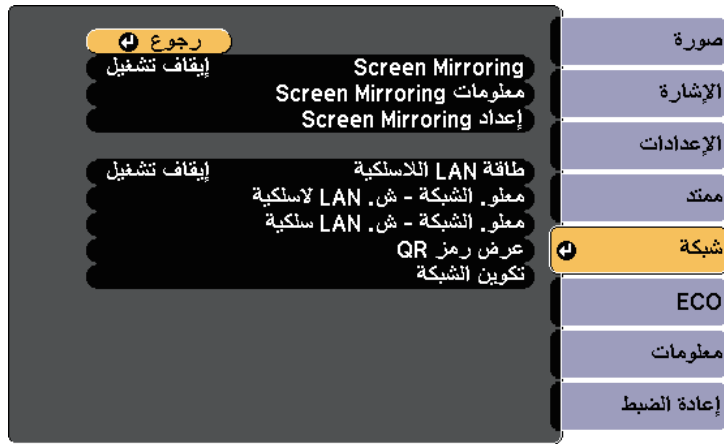 صورة
الإشارة
الإعدادات
ممتد
شبكة
ECO
معلومات
إعادة الضبط
رجوع
Screen Mirroring إيقاف تشغيل
معلومات Screen Mirroring
إعداد Screen Mirroring
طاقة LAN اللاسلكية إيقاف تشغيل
معلو. الشبكة - ش. LAN لاسلكية
معلو. الشبكة - ش. LAN سلكية
عرض رمز QR
تكوين الشبكة